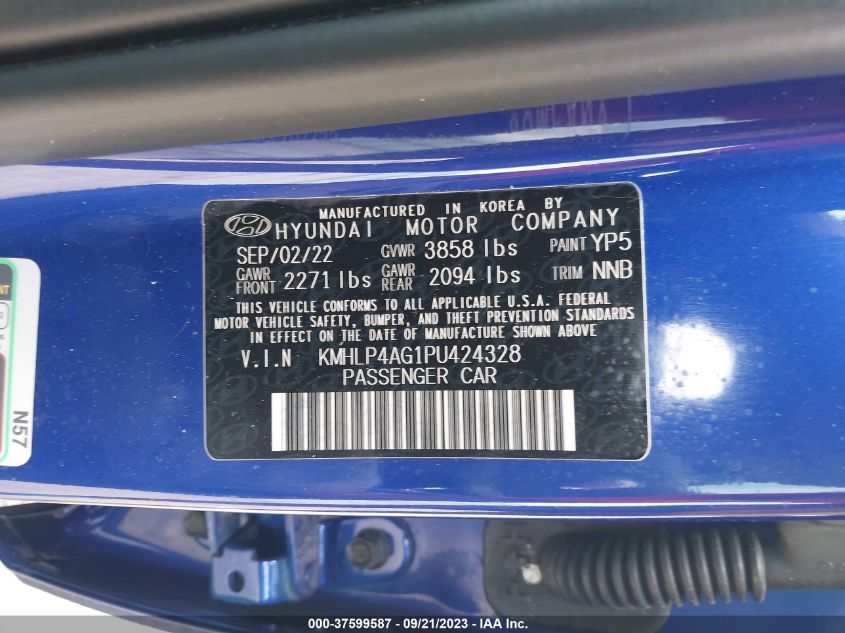 MANUFACTURED IN KOREA BY
HYUNDAI MOTOR COMPANY
SEP/02/22 GVWR 3858 lbs PAINT YP5
GAWR FRONT 2271 lbs GAWR REAR 2094 lbs TRIM NNB
THIS VEHICLE CONFORMS TO ALL APPLICABLE U.S.A. FEDERAL
MOTOR VEHICLE SAFETY, BUMPER, AND THEFT PREVENTION STANDARDS
IN EFFECT ON THE DATE OF MANUFACTURE SHOWN ABOVE
V.I.N KMHLP4AG1PU424328
PASSENGER CAR
N57
000-37599587 - 09/21/2023 - IAA Inc.